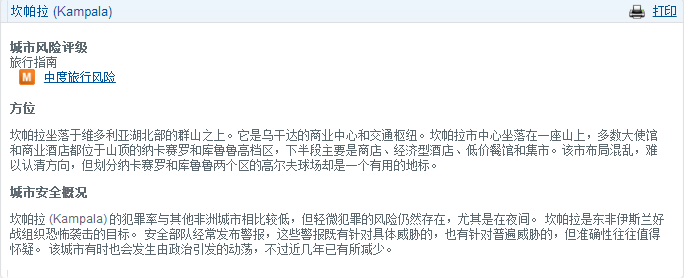 坎帕拉 (Kampala)
打印
城市风险评级
旅行指南
M 中度旅行风险
方位
坎帕拉坐落于维多利亚湖北部的群山之上。它是乌干达的商业中心和交通枢纽。坎帕拉市中心坐落在一座山上，多数大使馆
和商业酒店都位于山顶的纳卡赛罗和库鲁鲁高档区，下半段主要是商店、经济型酒店、低价餐馆和集市。该市布局混乱，难
以认清方向，但划分纳卡赛罗和库鲁鲁两个区的高尔夫球场却是一个有用的地标。
城市安全概况
坎帕拉 (Kampala) 的犯罪率与其他非洲城市相比较低，但轻微犯罪的风险仍然存在，尤其是在夜间。 坎帕拉是东非伊斯兰好
战组织恐怖袭击的目标。 安全部队经常发布警报，这些警报既有针对具体威胁的，也有针对普遍威胁的，但准确性往往值得
怀疑。 该城市有时也会发生由政治引发的动荡，不过近几年已有所减少。